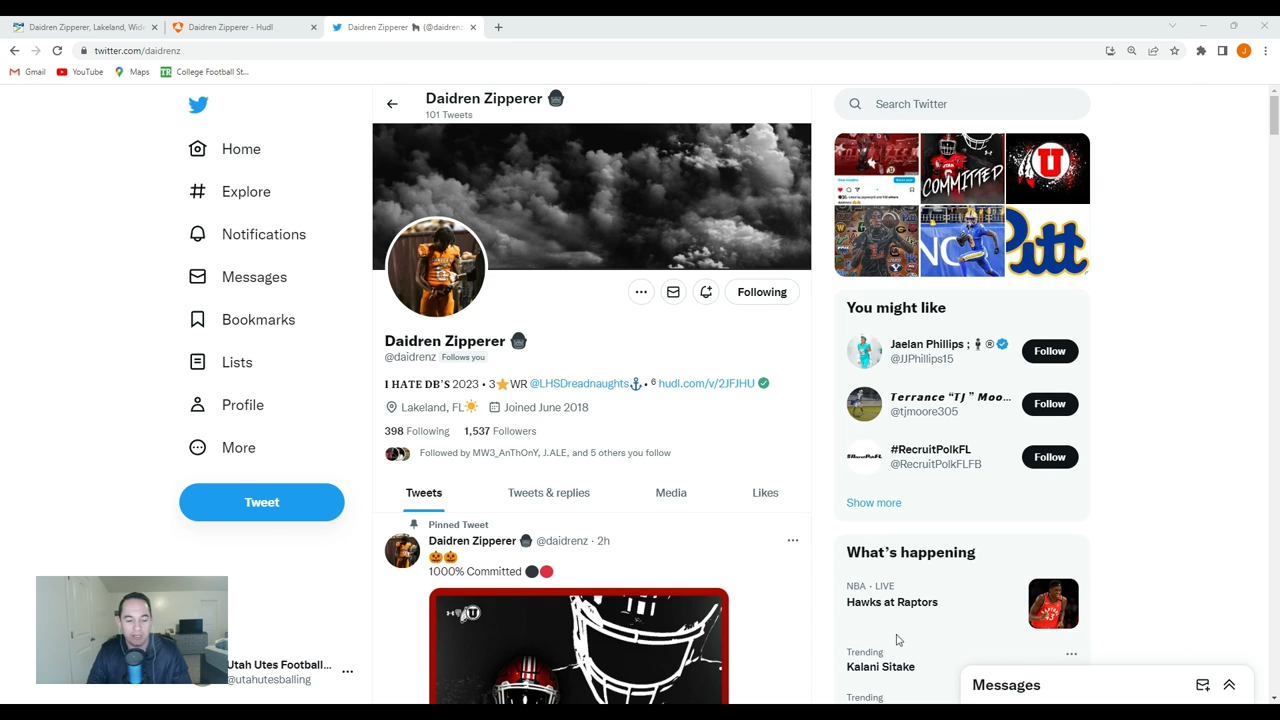 Daidren Zipperer, Lakeland, Wide
Daidren Zipperer - Hudl
Daidren Zipperer (@daidrenz
twitter.com/daidrenz
J
Gmail
YouTube
Maps
College Football St...
Daidren Zipperer
101 Tweets
Search Twitter
Home
Explore
Notifications
Messages
Bookmarks
Lists
Profile
More
Tweet
UTAH
COMMITTED
U
NC
Pitt
Following
Daidren Zipperer
@daidrenz Follows you
I HATE DB'S 2023 • 3⭐WR @LHSDreadnaughts⚓• ⁶ hudl.com/v/2JFJHU
Lakeland, FL☀ Joined June 2018
398 Following 1,537 Followers
Followed by MW3_AnThOnY, J.ALE, and 5 others you follow
Tweets Tweets & replies Media Likes
Pinned Tweet
Daidren Zipperer @daidrenz · 2h
🎃🎃
1000% Committed ⚫🔴
You might like
Jaelan Phillips ; ®
@JJPhillips15
Follow
Terrance “TJ ” Moo...
@tjmoore305
Follow
#RecruitPolkFL
@RecruitPolkFLFB
Follow
Show more
What's happening
NBA · LIVE
Hawks at Raptors
Trending
Kalani Sitake
Trending
Messages
Utah Utes Football...
@utahutesballing